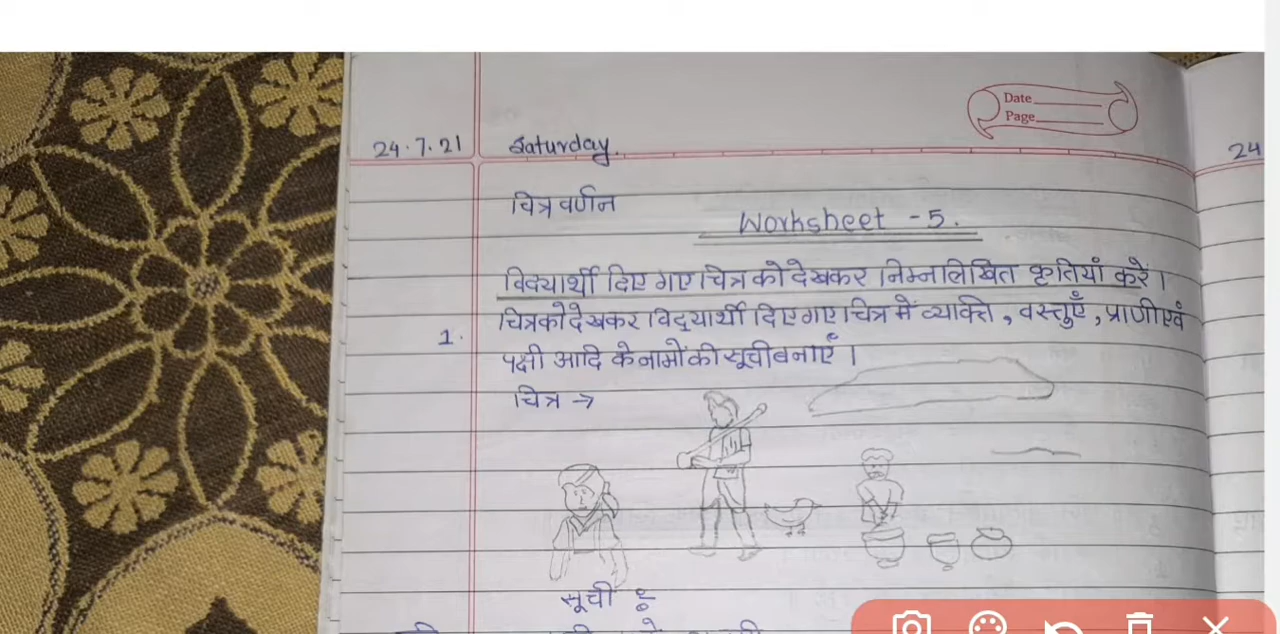 Date
Page
24.7.21 Saturday.
24
चित्र वर्णन
Worksheet - 5.
विद्यार्थी दिए गए चित्र को देखकर निम्नलिखित कृतियां करें।
1. चित्र को देखकर विद्यार्थी दिए गए चित्र में व्यक्ति, वस्तुएँ, प्राणी एवं
पक्षी आदि के नामों की सूची बनाएँ।
चित्र →
सूची :